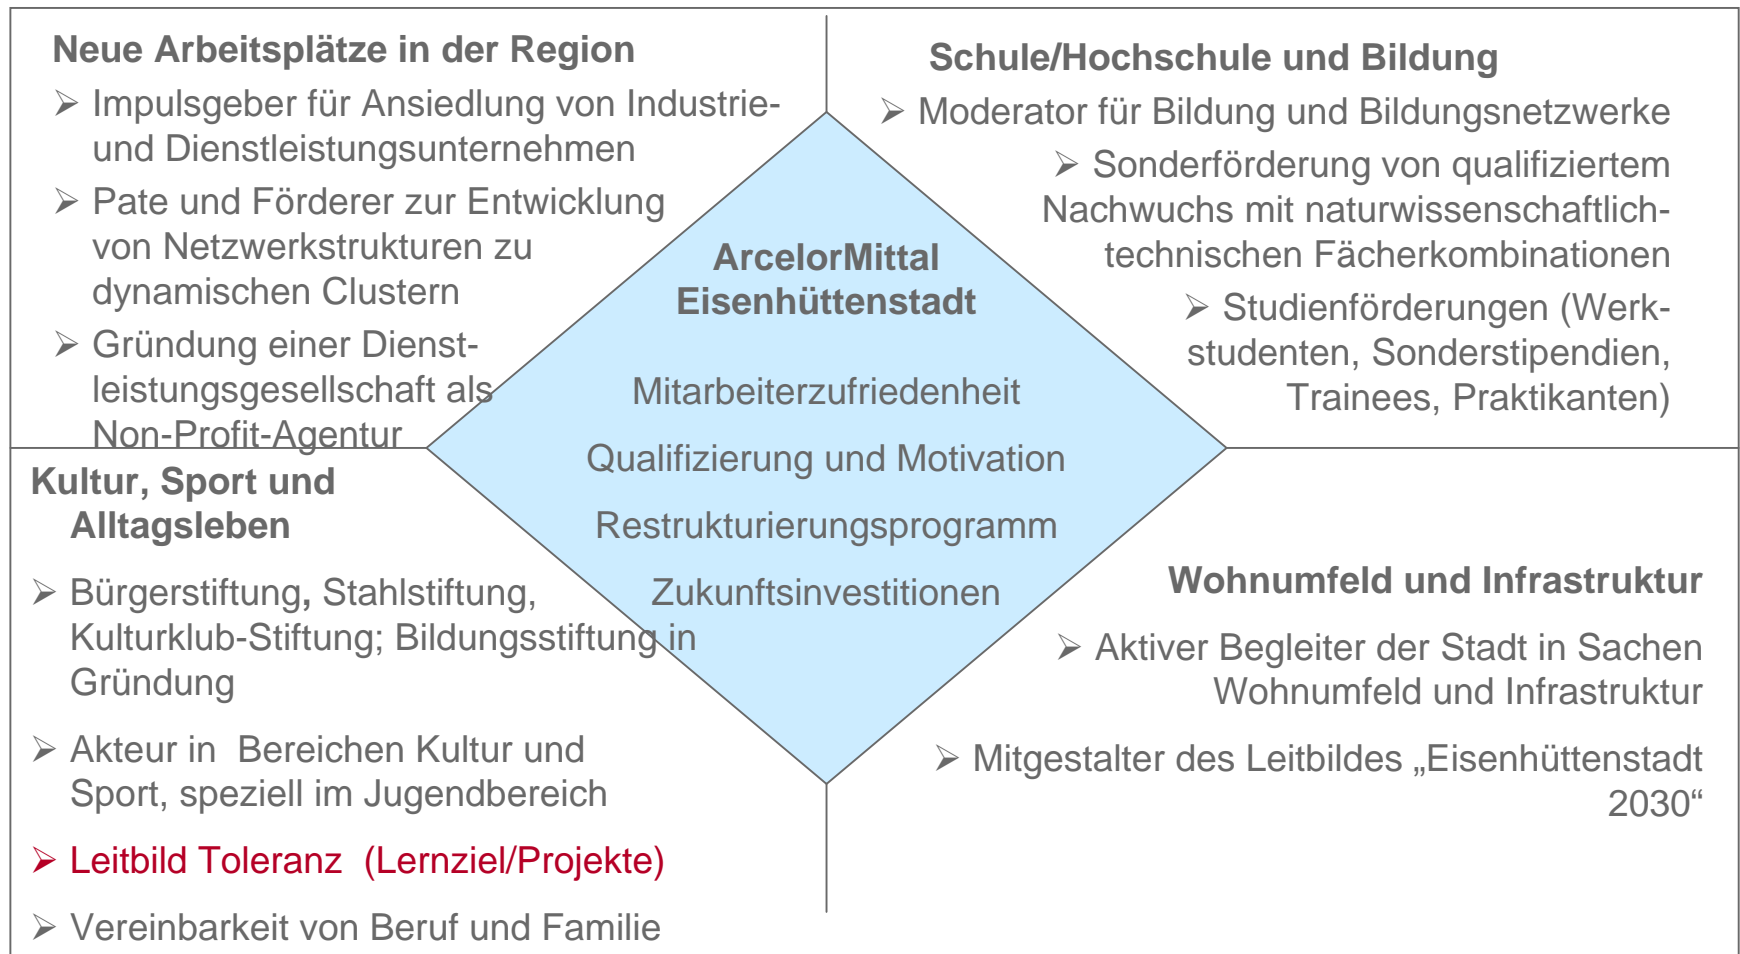 Neue Arbeitsplätze in der Region
➢ Impulsgeber für Ansiedlung von Industrie-
und Dienstleistungsunternehmen
➢ Pate und Förderer zur Entwicklung
von Netzwerkstrukturen zu
dynamischen Clustern
➢ Gründung einer Dienst-
leistungsgesellschaft als
Non-Profit-Agentur
Schule/Hochschule und Bildung
➢ Moderator für Bildung und Bildungsnetzwerke
➢ Sonderförderung von qualifiziertem
Nachwuchs mit naturwissenschaftlich-
technischen Fächerkombinationen
➢ Studienförderungen (Werk-
studenten, Sonderstipendien,
Trainees, Praktikanten)
ArcelorMittal
Eisenhüttenstadt
Mitarbeiterzufriedenheit
Qualifizierung und Motivation
Restrukturierungsprogramm
Zukunftsinvestitionen
Kultur, Sport und
Alltagsleben
➢ Bürgerstiftung, Stahlstiftung,
Kulturklub-Stiftung; Bildungsstiftung in
Gründung
➢ Akteur in  Bereichen Kultur und
Sport, speziell im Jugendbereich
➢ Leitbild Toleranz  (Lernziel/Projekte)
➢ Vereinbarkeit von Beruf und Familie
Wohnumfeld und Infrastruktur
➢ Aktiver Begleiter der Stadt in Sachen
Wohnumfeld und Infrastruktur
➢ Mitgestalter des Leitbildes „Eisenhüttenstadt
2030“